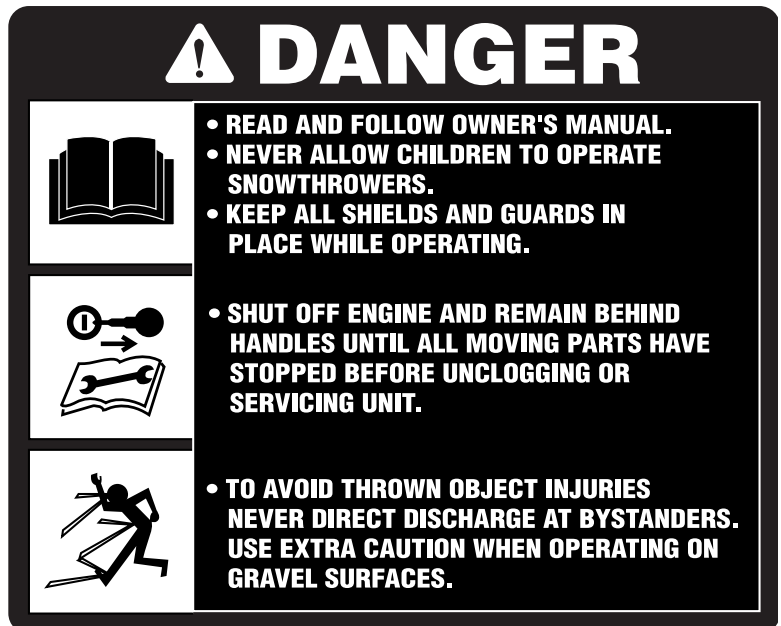 DANGER
• READ AND FOLLOW OWNER'S MANUAL.
• NEVER ALLOW CHILDREN TO OPERATE
SNOWTHROWERS.
• KEEP ALL SHIELDS AND GUARDS IN
PLACE WHILE OPERATING.
• SHUT OFF ENGINE AND REMAIN BEHIND
HANDLES UNTIL ALL MOVING PARTS HAVE
STOPPED BEFORE UNCLOGGING OR
SERVICING UNIT.
• TO AVOID THROWN OBJECT INJURIES
NEVER DIRECT DISCHARGE AT BYSTANDERS.
USE EXTRA CAUTION WHEN OPERATING ON
GRAVEL SURFACES.